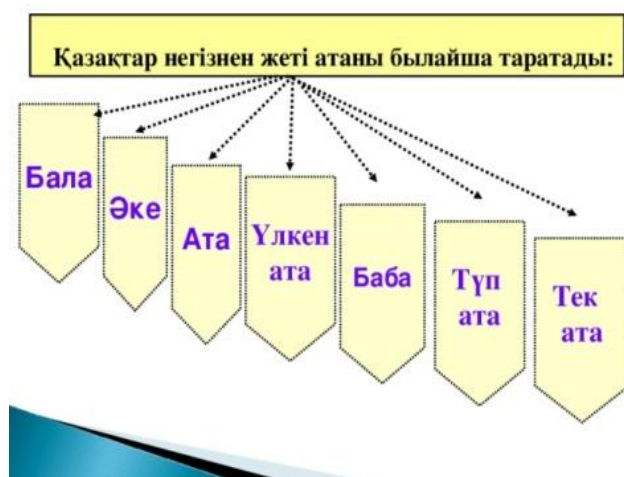 Қазақтар негізнен жеті атаны былайша таратады:
Бала
Әке
Ата
Үлкен
ата
Баба
Түп
ата
Тек
ата